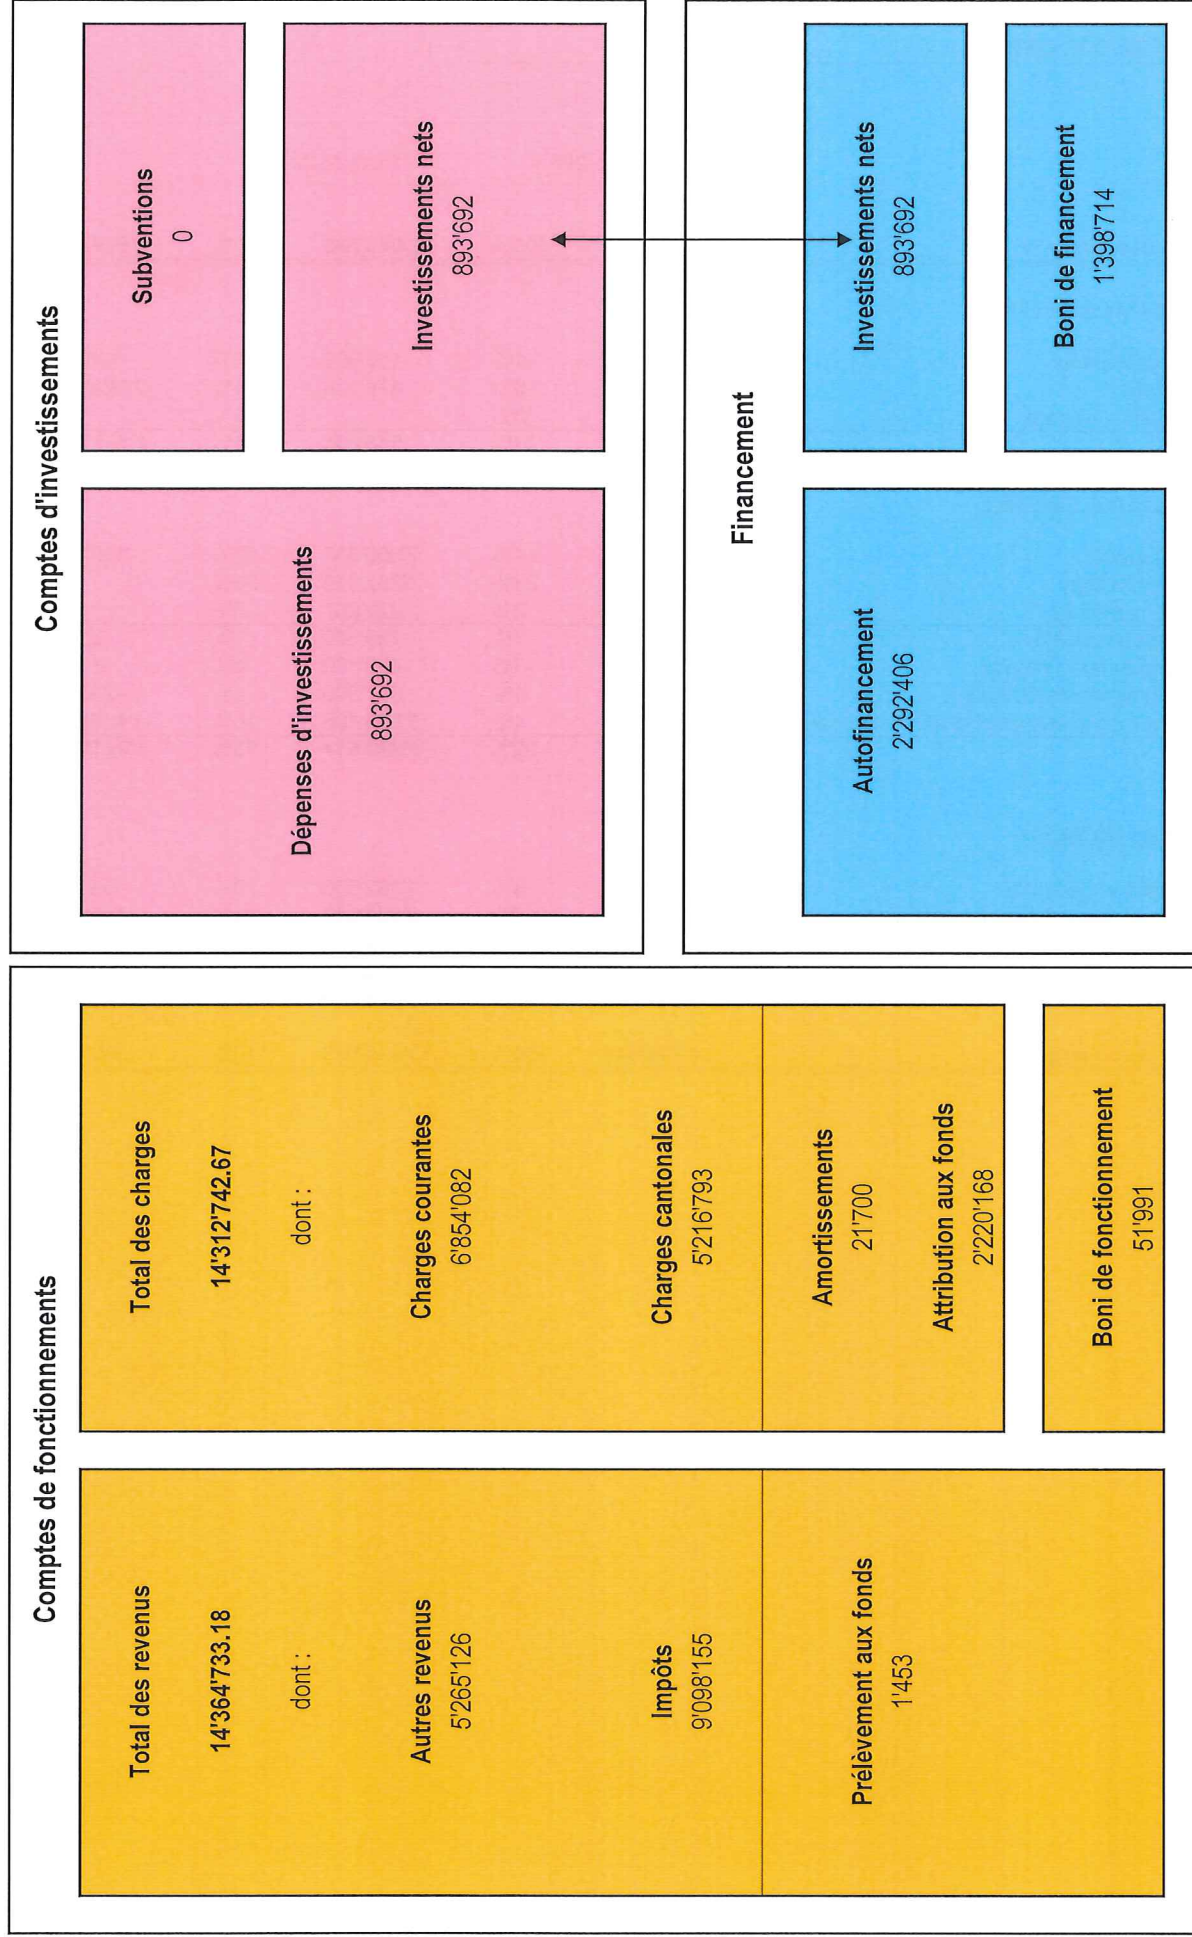 Comptes de fonctionnements
Total des revenus
14'364'733.18
dont :
Autres revenus
5'265'126
Impôts
9'098'155
Prélèvement aux fonds
1'453
Total des charges
14'312'742.67
dont :
Charges courantes
6'854'082
Charges cantonales
5'216'793
Amortissements
21'700
Attribution aux fonds
2'220'168
Boni de fonctionnement
51'991
Comptes d'investissements
Dépenses d'investissements
893'692
Subventions
0
Investissements nets
893'692
Financement
Autofinancement
2'292'406
Investissements nets
893'692
Boni de financement
1'398'714